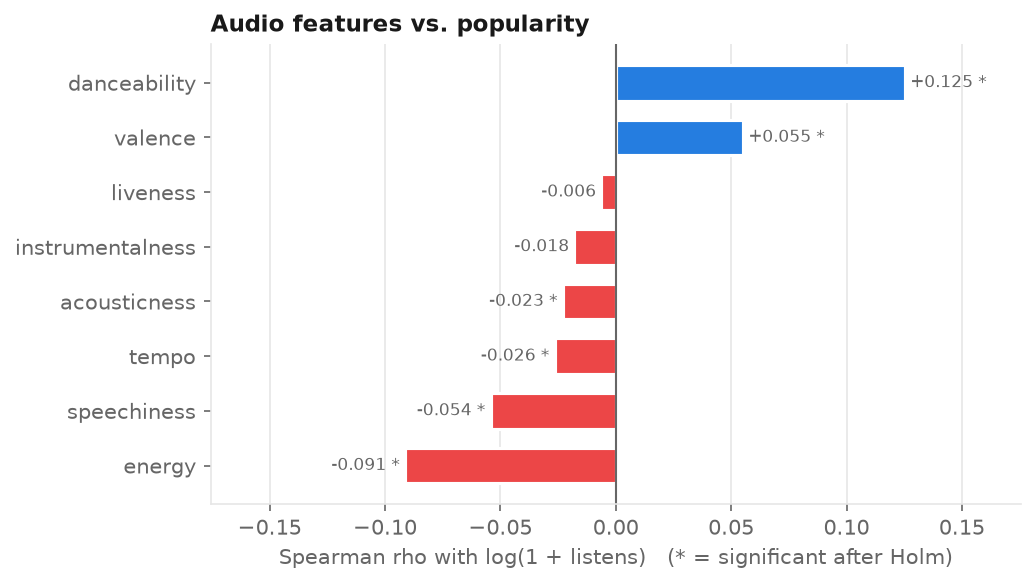 Audio features vs. popularity
danceability +0.125 *
valence +0.055 *
liveness -0.006
instrumentalness -0.018
acousticness -0.023 *
tempo -0.026 *
speechiness -0.054 *
energy -0.091 *
−0.15 −0.10 −0.05 0.00 0.05 0.10 0.15
Spearman rho with log(1 + listens) (* = significant after Holm)